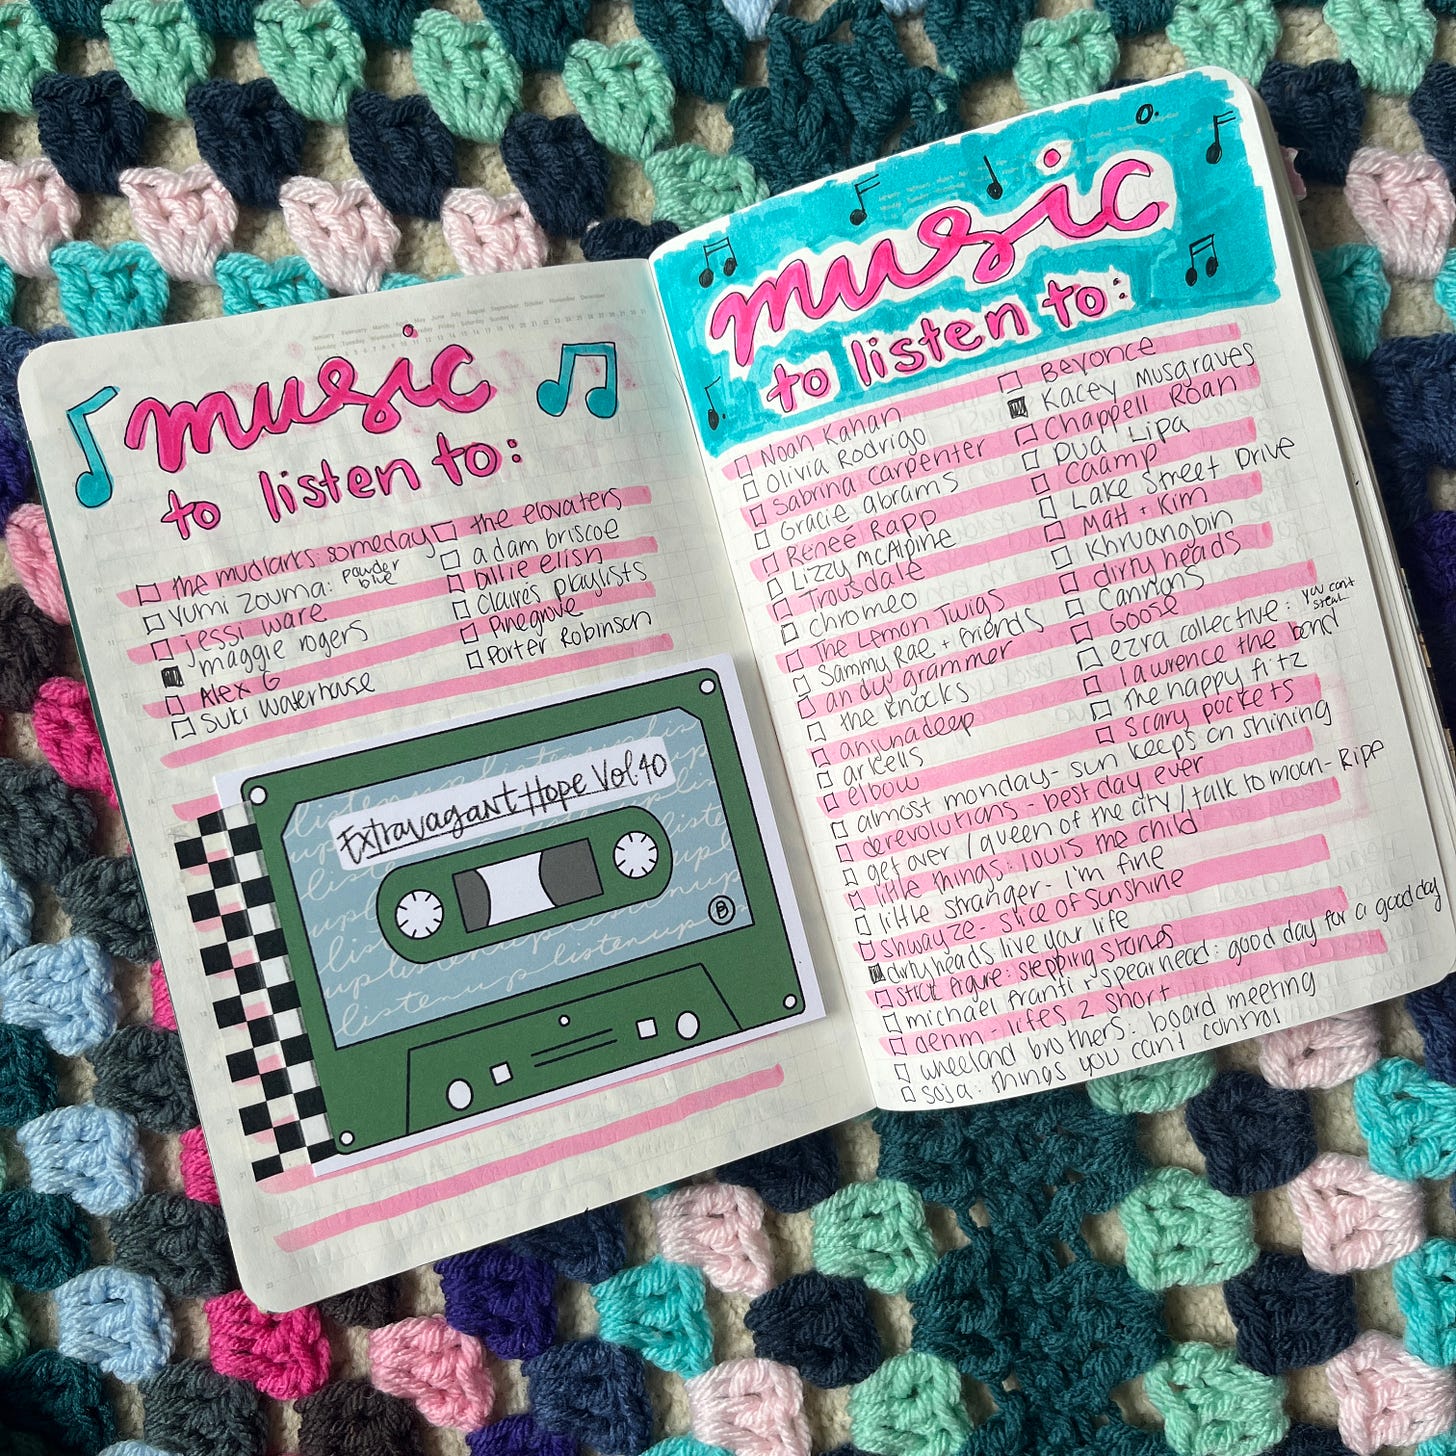 music
to listen to:
the mudlarks: someday
yumi zouma: powder blue
jessi ware
maggie rogers
Alex G
Suki waterhouse
the elovaters
adam briscoe
billie elish
Claire's playlists
Pinegrove
Porter Robinson
Extravagant Hope Vol. 40
listen up
B
music
to listen to:
Noah Kahan
Olivia Rodrigo
Sabrina Carpenter
Gracie abrams
Reneé Rapp
Lizzy mcAlpine
Trousdale
chromeo
The Lemon Twigs
Sammy Rae + friends
andy grammer
the knocks
anjunadeep
arkells
elbow
Beyonce
Kacey musgraves
Chappell Roan
Dua Lipa
Caamp
Lake Street Drive
Matt + Kim
Khruangbin
dirty heads
Cannons
Goose
ezra collective: you can't steal
lawrence the band
The happy fitz
scary pockets
almost monday - sun keeps on shining
derevolutions - best day ever
get over / queen of the city / talk to moon - Ripe
little things: louis the child
little stranger - I'm fine
shwayze - slice of sunshine
dirty heads live your life
stick figure: stepping stones
michael franti + spearhead: good day for a good day
aenm - lifes 2 short
wheeland brothers: board meeting
soja: things you can't control